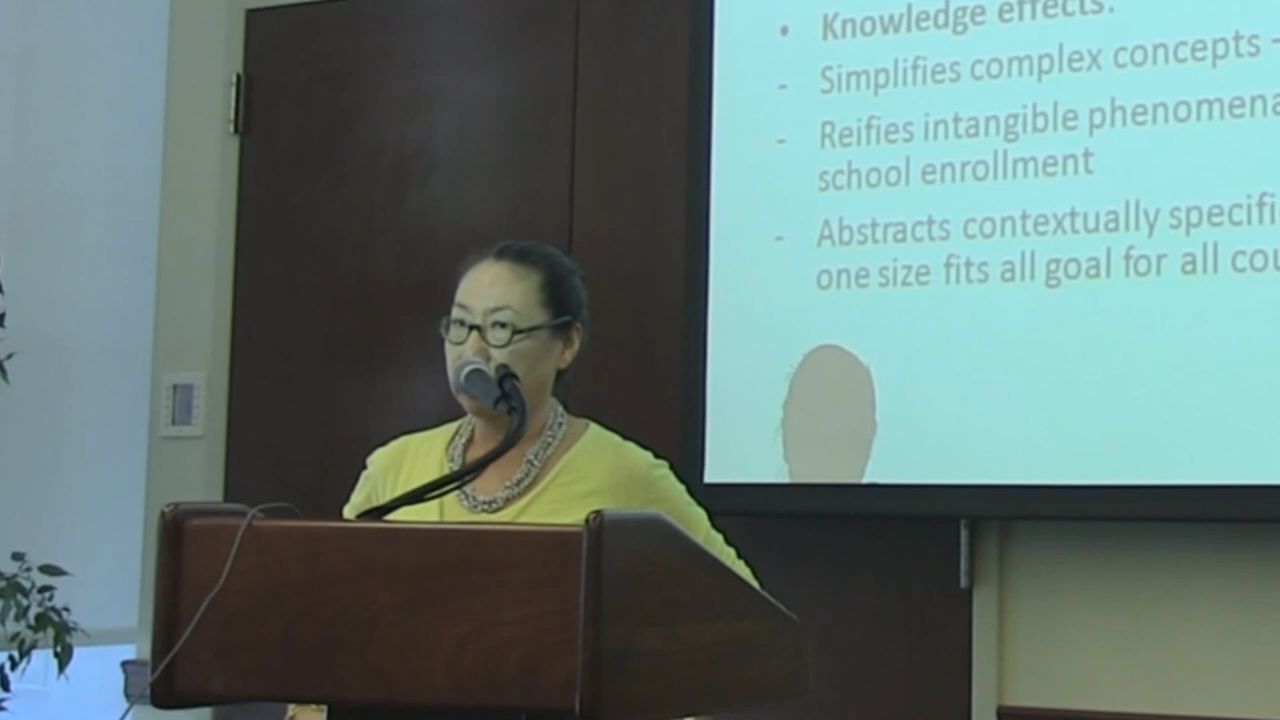 • Knowledge effects:
- Simplifies complex concepts -
- Reifies intangible phenomena
school enrollment
- Abstracts contextually specifi
one size fits all goal for all cou